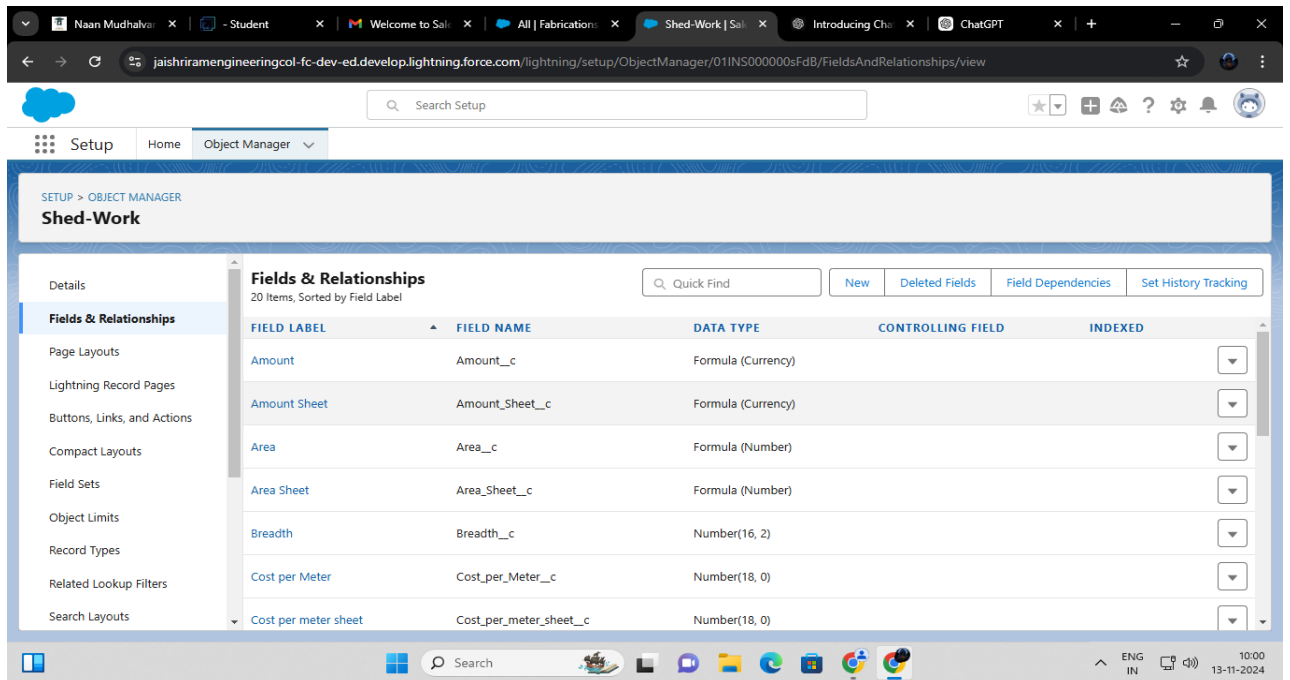 Naan Mudhalva
- Student
Welcome to Sal
All | Fabrications
Shed-Work | Sal
Introducing Cha
ChatGPT
jaishriramengineeringcol-fc-dev-ed.develop.lightning.force.com/lightning/setup/ObjectManager/01INS000000sFdB/FieldsAndRelationships/view
Search Setup
Setup Home Object Manager
SETUP > OBJECT MANAGER
Shed-Work
Details
Fields & Relationships
Page Layouts
Lightning Record Pages
Buttons, Links, and Actions
Compact Layouts
Field Sets
Object Limits
Record Types
Related Lookup Filters
Search Layouts
Fields & Relationships
20 Items, Sorted by Field Label
Quick Find
New Deleted Fields Field Dependencies Set History Tracking
FIELD LABEL FIELD NAME DATA TYPE CONTROLLING FIELD INDEXED
Amount Amount__c Formula (Currency)
Amount Sheet Amount_Sheet__c Formula (Currency)
Area Area__c Formula (Number)
Area Sheet Area_Sheet__c Formula (Number)
Breadth Breadth__c Number(16, 2)
Cost per Meter Cost_per_Meter__c Number(18, 0)
Cost per meter sheet Cost_per_meter_sheet__c Number(18, 0)
Search
ENG
IN
10:00
13-11-2024